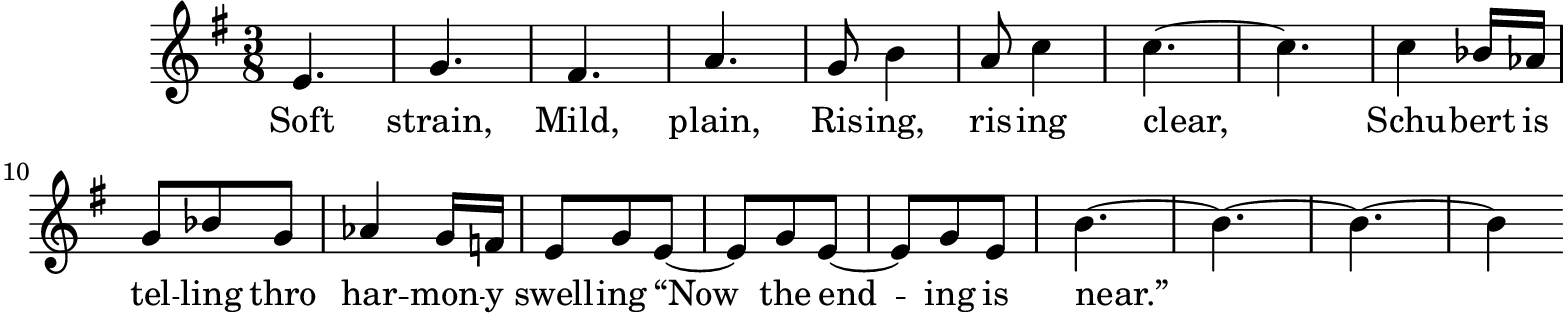 3
8
Soft strain, Mild, plain, Rising, rising clear, Schubert is
10
tel - ling thro har - mon - y swelling “Now the end - ing is near.”